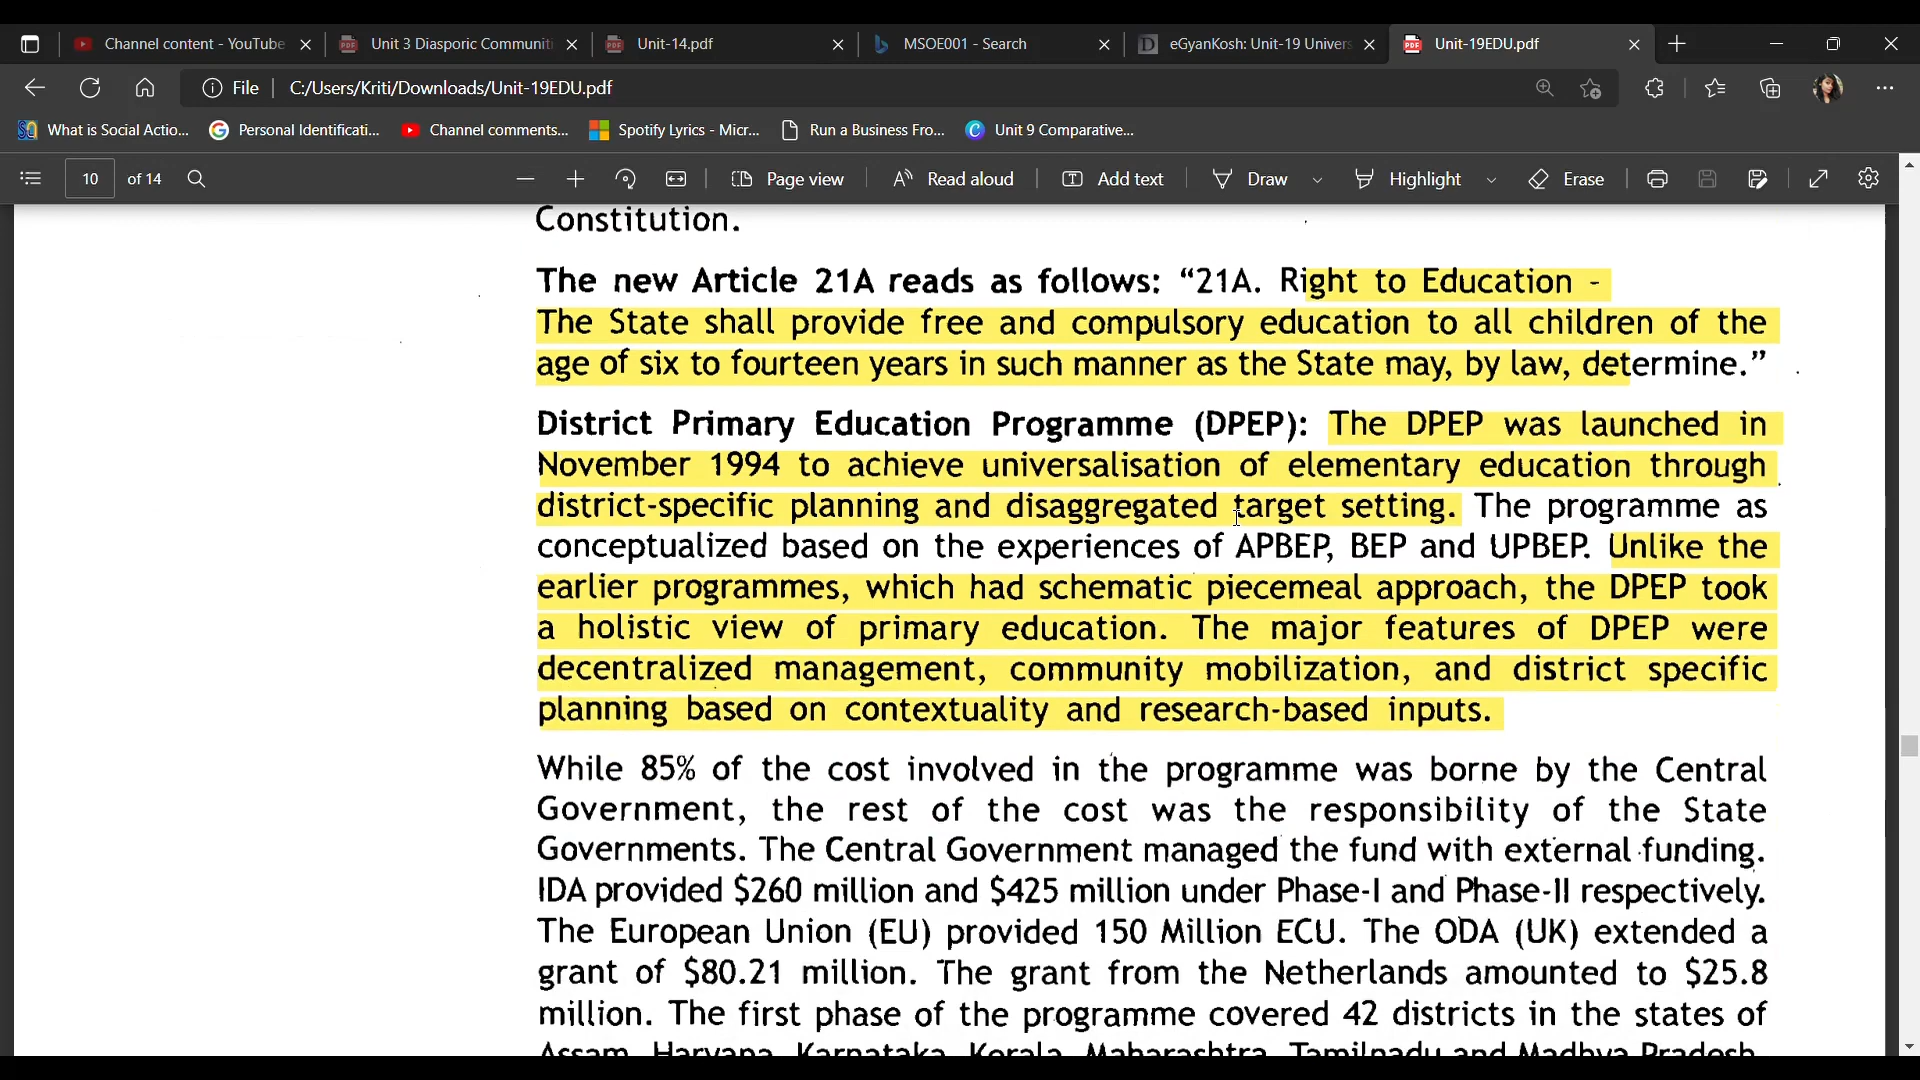 Channel content - YouTube
Unit 3 Diasporic Communiti
Unit-14.pdf
MSOE001 - Search
eGyanKosh: Unit-19 Univers
Unit-19EDU.pdf
File
C:/Users/Kriti/Downloads/Unit-19EDU.pdf
What is Social Actio...
Personal Identificati...
Channel comments...
Spotify Lyrics - Micr...
Run a Business Fro...
Unit 9 Comparative...
10 of 14
Page view
Read aloud
Add text
Draw
Highlight
Erase
Constitution.
The new Article 21A reads as follows: “21A. Right to Education -
The State shall provide free and compulsory education to all children of the
age of six to fourteen years in such manner as the State may, by law, determine.”
District Primary Education Programme (DPEP): The DPEP was launched in
November 1994 to achieve universalisation of elementary education through
district-specific planning and disaggregated target setting. The programme as
conceptualized based on the experiences of APBEP, BEP and UPBEP. Unlike the
earlier programmes, which had schematic piecemeal approach, the DPEP took
a holistic view of primary education. The major features of DPEP were
decentralized management, community mobilization, and district specific
planning based on contextuality and research-based inputs.
While 85% of the cost involved in the programme was borne by the Central
Government, the rest of the cost was the responsibility of the State
Governments. The Central Government managed the fund with external funding.
IDA provided $260 million and $425 million under Phase-I and Phase-II respectively.
The European Union (EU) provided 150 Million ECU. The ODA (UK) extended a
grant of $80.21 million. The grant from the Netherlands amounted to $25.8
million. The first phase of the programme covered 42 districts in the states of
Assam, Haryana, Karnataka, Kerala, Maharashtra, Tamilnadu and Madhya Pradesh.